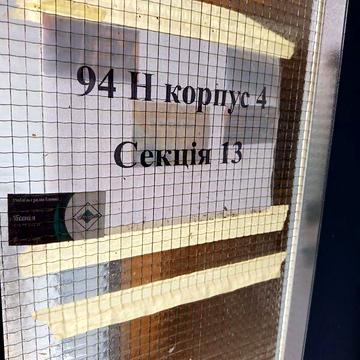 94 Н корпус 4
Секція 13